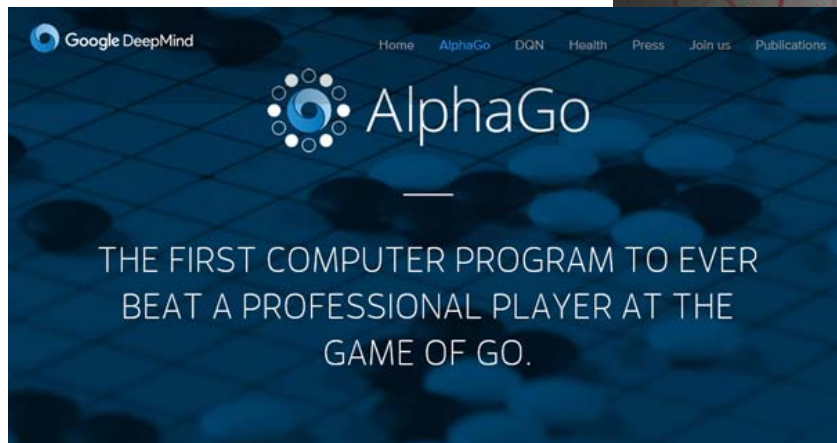 Google DeepMind
Home AlphaGo DQN Health Press Join us Publications
AlphaGo
THE FIRST COMPUTER PROGRAM TO EVER
BEAT A PROFESSIONAL PLAYER AT THE
GAME OF GO.